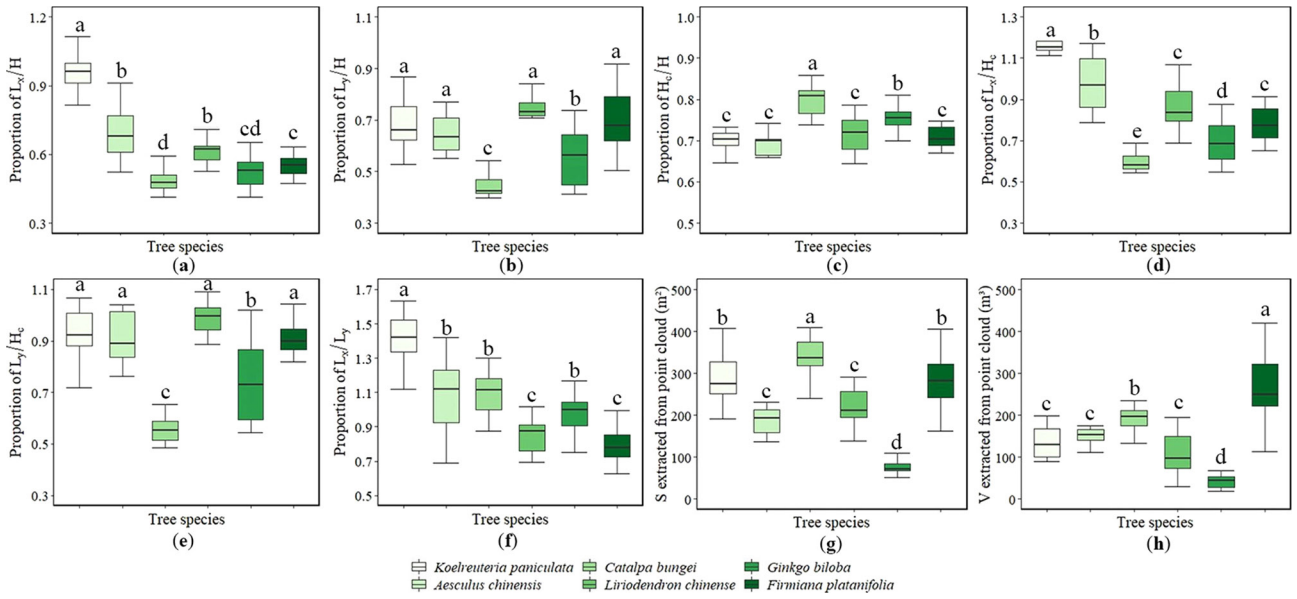 1.2
0.9
0.6
0.3
Proportion of Lx/H
a
b
d
b
cd
c
Tree species
(a)
0.9
0.7
0.5
0.3
Proportion of Ly/H
a
a
c
a
b
a
Tree species
(b)
1.0
0.9
0.8
0.7
0.6
0.5
Proportion of Hc/H
c
c
a
c
b
c
Tree species
(c)
1.3
1.1
0.9
0.7
0.5
0.3
Proportion of Lx/Hc
a
b
e
c
d
c
Tree species
(d)
1.1
0.9
0.7
0.5
0.3
Proportion of Ly/Hc
a
a
c
a
b
a
Tree species
(e)
1.7
1.5
1.3
1.1
0.9
0.7
0.5
Proportion of Lx/Ly
a
b
b
c
b
c
Tree species
(f)
500
400
300
200
100
0
S extracted from point cloud (m²)
b
c
a
c
d
b
Tree species
(g)
500
400
300
200
100
0
V extracted from point cloud (m³)
c
c
b
c
d
a
Tree species
(h)
Koelreuteria paniculata
Catalpa bungei
Ginkgo biloba
Aesculus chinensis
Liriodendron chinense
Firmiana platanifolia